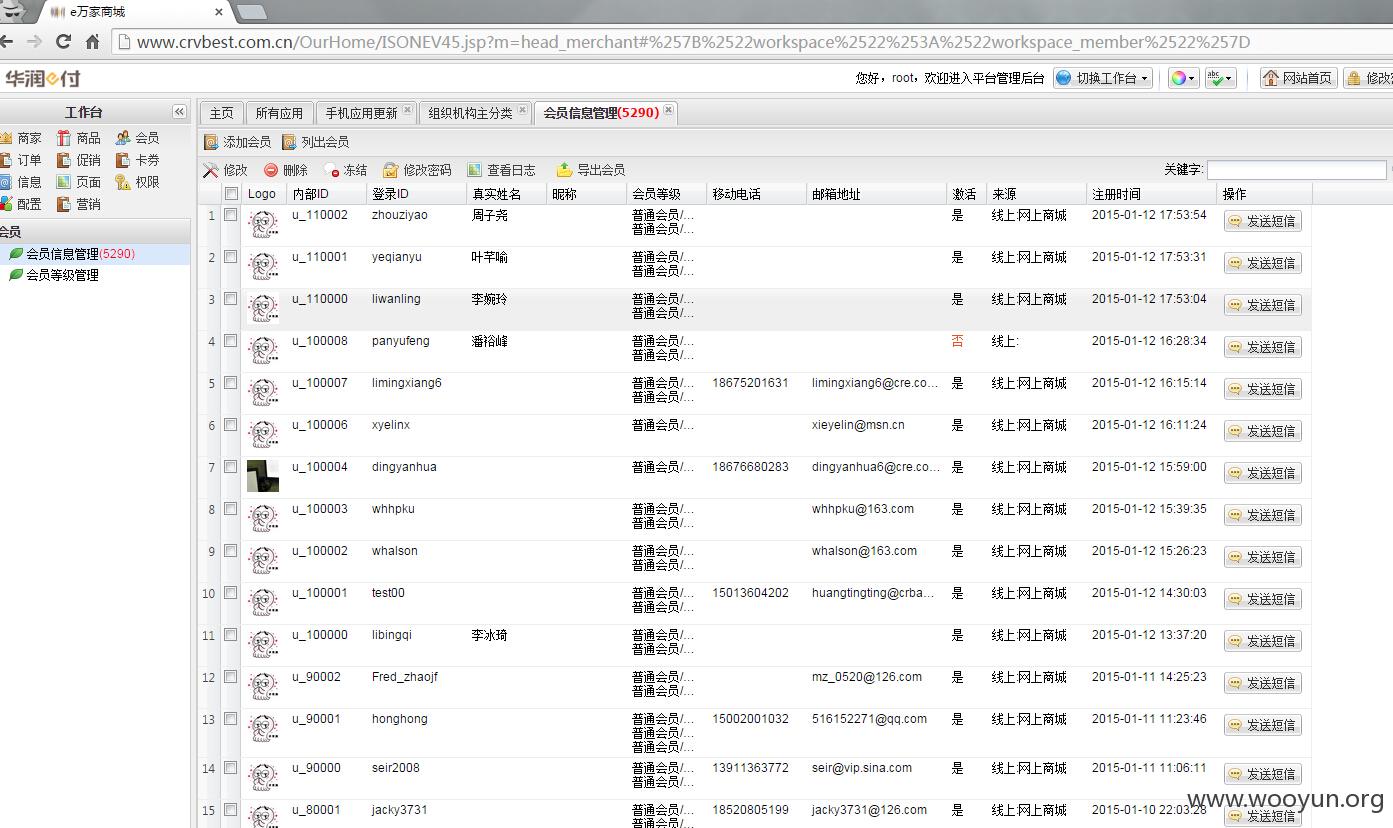 e万家商城
www.crvbest.com.cn/OurHome/ISONEV45.jsp?m=head_merchant#%257B%2522workspace%2522%253A%2522workspace_member%2522%257D
华润e付
您好，root，欢迎进入平台管理后台 切换工作台 网站首页
工作台
主页 所有应用 手机应用更新 组织机构主分类 会员信息管理(5290)
商家 商品 会员
订单 促销 卡券
信息 页面 权限
配置 营销
会员
会员信息管理(5290)
会员等级管理
添加会员 列出会员
修改 删除 冻结 修改密码 查看日志 导出会员 关键字:
Logo 内部ID 登录ID 真实姓名 昵称 会员等级 移动电话 邮箱地址 激活 来源 注册时间 操作
1 u_110002 zhouziyao 周子尧 普通会员/... 是 线上:网上商城 2015-01-12 17:53:54 发送短信
普通会员/...
2 u_110001 yeqianyu 叶芊喻 普通会员/... 是 线上:网上商城 2015-01-12 17:53:31 发送短信
普通会员/...
3 u_110000 liwanling 李婉玲 普通会员/... 是 线上:网上商城 2015-01-12 17:53:04 发送短信
普通会员/...
4 u_100008 panyufeng 潘裕峰 普通会员/... 否 线上: 2015-01-12 16:28:34 发送短信
普通会员/...
5 u_100007 limingxiang6 普通会员/... 18675201631 limingxiang6@cre.co... 是 线上:网上商城 2015-01-12 16:15:14 发送短信
普通会员/...
6 u_100006 xyelinx 普通会员/... xieyelin@msn.cn 是 线上:网上商城 2015-01-12 16:11:24 发送短信
7 u_100004 dingyanhua 普通会员/... 18676680283 dingyanhua6@cre.co... 是 线上:网上商城 2015-01-12 15:59:00 发送短信
8 u_100003 whhpku 普通会员/... whhpku@163.com 是 线上:网上商城 2015-01-12 15:39:35 发送短信
普通会员/...
9 u_100002 whalson 普通会员/... whalson@163.com 是 线上:网上商城 2015-01-12 15:26:23 发送短信
普通会员/...
10 u_100001 test00 普通会员/... 15013604202 huangtingting@crba... 是 线上:网上商城 2015-01-12 14:30:03 发送短信
普通会员/...
11 u_100000 libingqi 李冰琦 普通会员/... 是 线上:网上商城 2015-01-12 13:37:20 发送短信
普通会员/...
12 u_90002 Fred_zhaojf 普通会员/... mz_0520@126.com 是 线上:网上商城 2015-01-11 14:25:23 发送短信
普通会员/...
13 u_90001 honghong 普通会员/... 15002001032 516152271@qq.com 是 线上:网上商城 2015-01-11 11:23:46 发送短信
普通会员/...
普通会员/...
14 u_90000 seir2008 普通会员/... 13911363772 seir@vip.sina.com 是 线上:网上商城 2015-01-11 11:06:11 发送短信
普通会员/...
15 u_80001 jacky3731 普通会员/... 18520805199 jacky3731@126.com 是 线上:网上商城 2015-01-10 22:03:28 发送短信
普通会员/...
www.wooyun.org